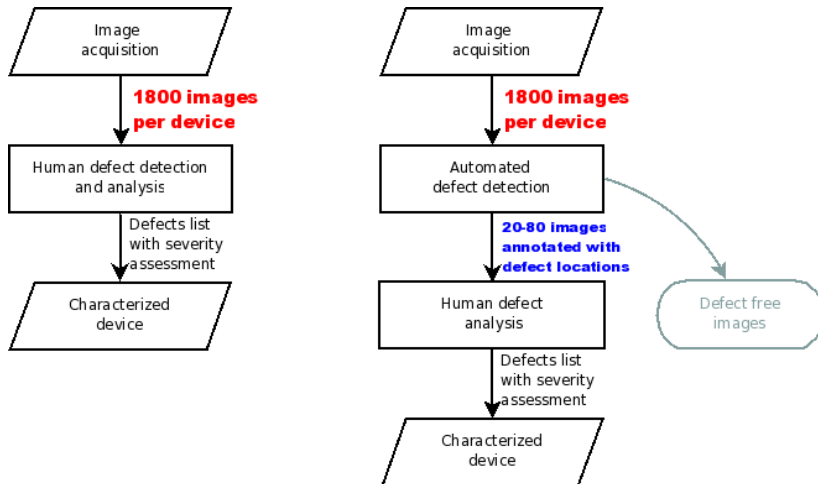 Image
acquisition
1800 images
per device
Human defect detection
and analysis
Defects list
with severity
assessment
Characterized
device
Image
acquisition
1800 images
per device
Automated
defect detection
20-80 images
annotated with
defect locations
Human defect
analysis
Defects list
with severity
assessment
Characterized
device
Defect free
images